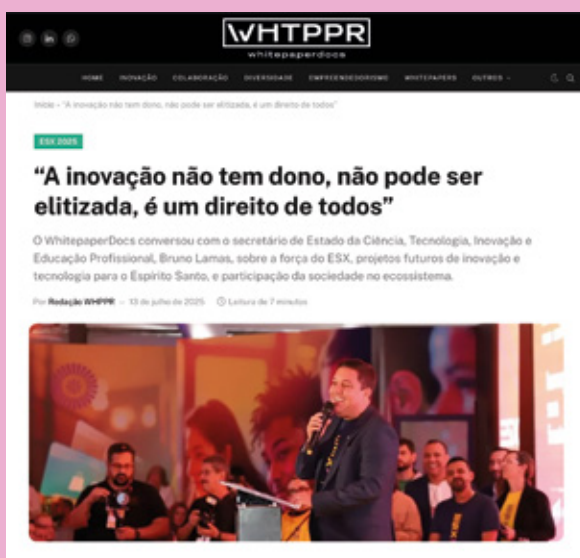 WHTPPR
whitepaperdocs
HOME INOVAÇÃO COLABORAÇÃO DIVERSIDADE EMPREENDEDORISMO WHITEPAPERS OUTROS
Início » "A inovação não tem dono, não pode ser elitizada, é um direito de todos"
ESX 2025
“A inovação não tem dono, não pode ser
elitizada, é um direito de todos”
O WhitepaperDocs conversou com o secretário de Estado da Ciência, Tecnologia, Inovação e
Educação Profissional, Bruno Lamas, sobre a força do ESX, projetos futuros de inovação e
tecnologia para o Espírito Santo, e participação da sociedade no ecossistema.
Por Redação WHPPR — 13 de julho de 2025 Leitura de 7 minutos